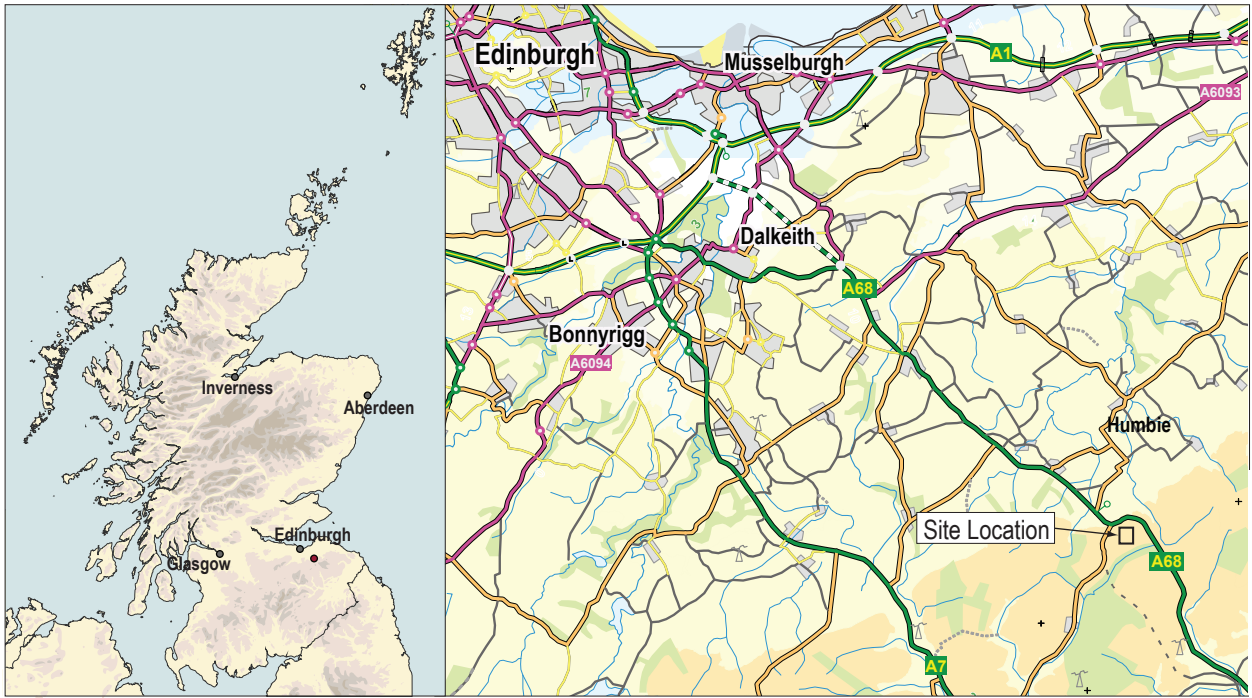 Inverness
Aberdeen
Edinburgh
Glasgow
Edinburgh
Musselburgh
A1
A6093
Dalkeith
A68
Bonnyrigg
A6094
Humbie
Site Location
A68
A7